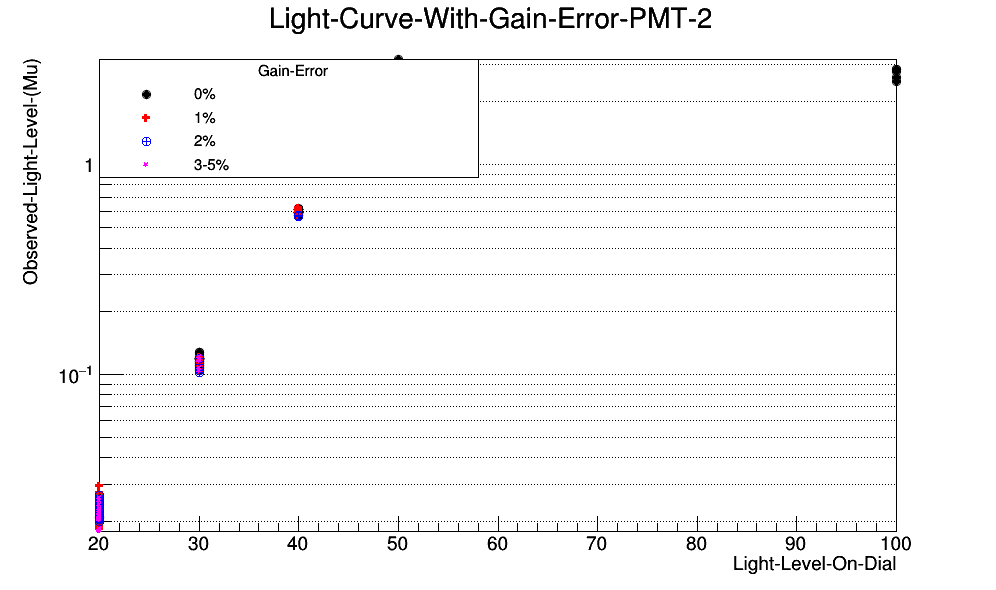 Light-Curve-With-Gain-Error-PMT-2
Observed-Light-Level-(Mu)
Gain-Error
0%
1%
2%
3-5%
1
10⁻¹
20 30 40 50 60 70 80 90 100
Light-Level-On-Dial